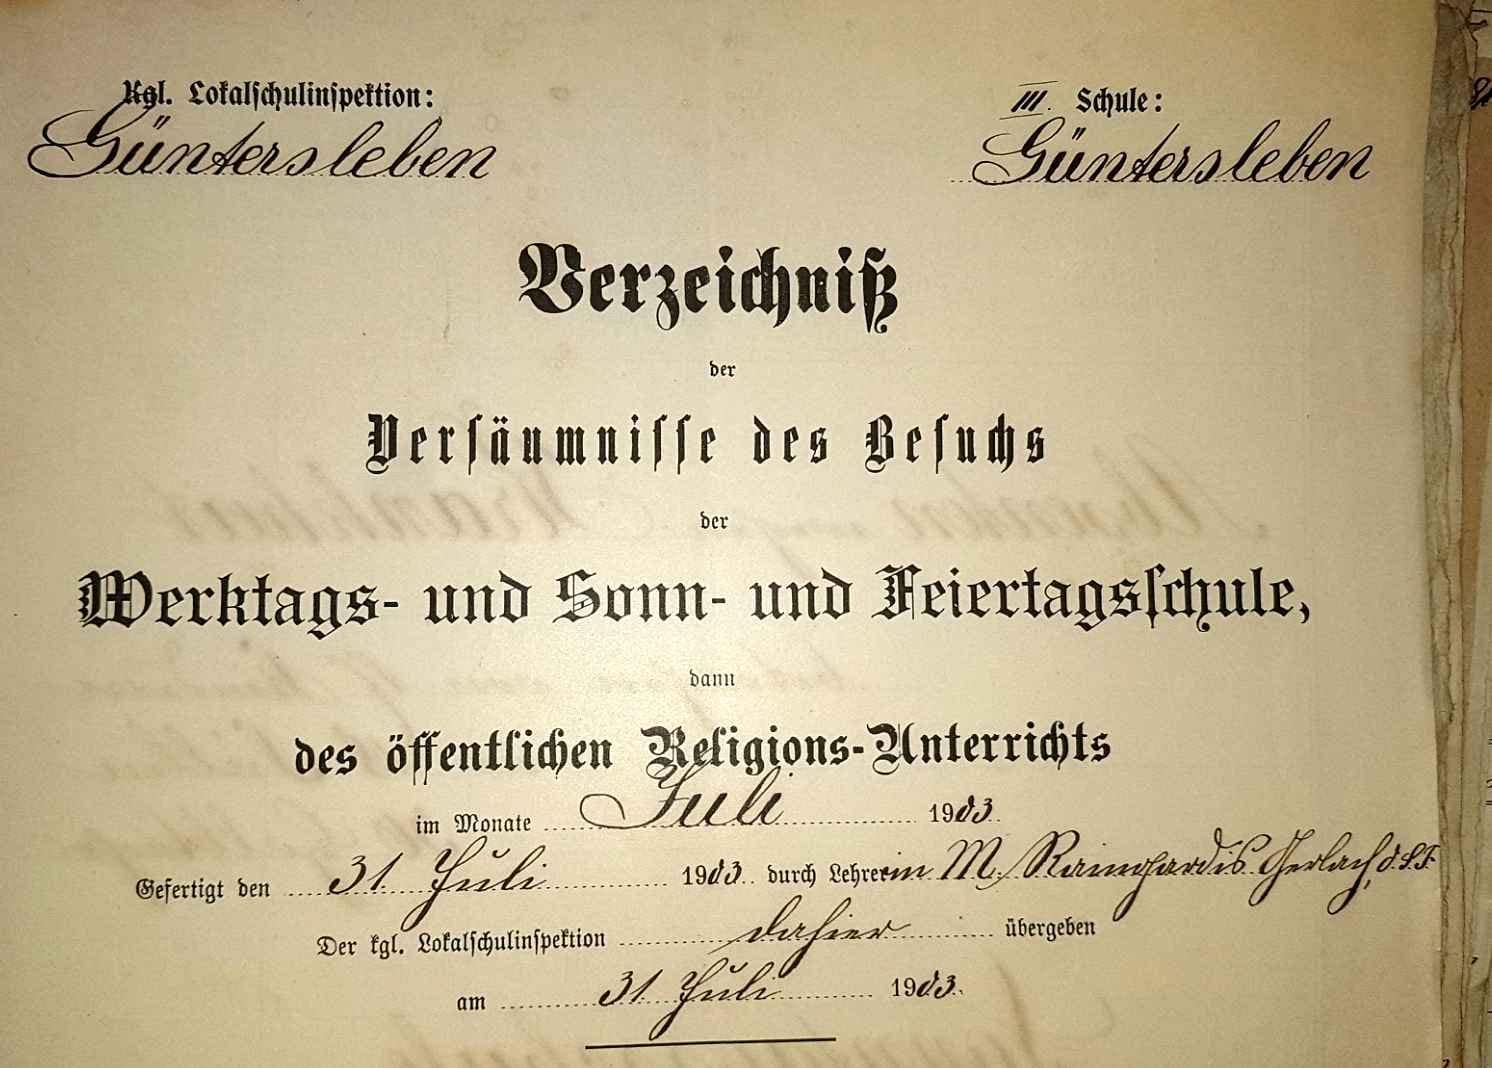 Kgl. Lokalschulinspektion:
Güntersleben
III. Schule:
Güntersleben
Verzeichniß
der
Versäumnisse des Besuchs
der
Werktags- und Sonn- und Feiertagsschule,
dann
des öffentlichen Religions-Unterrichts
im Monate Juli 1903.
Gefertigt den 31. Juli 1903. durch Lehrerin M. Raingardis Gerlach,
Der kgl. Lokalschulinspektion dahier übergeben
am 31. Juli 1903.